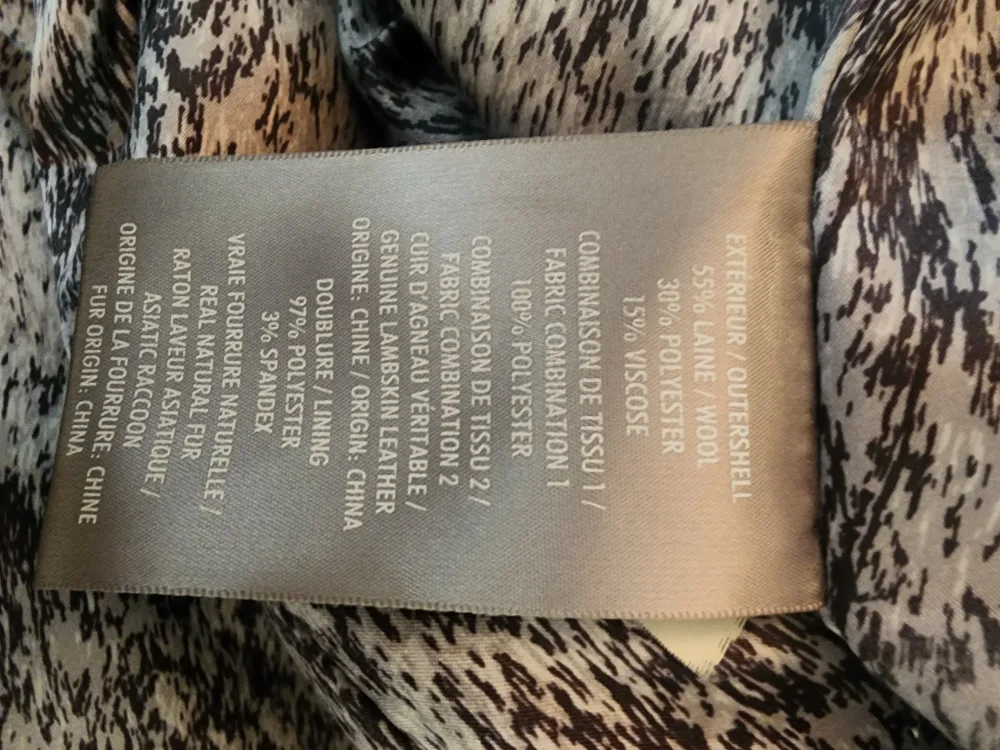 EXTÉRIEUR / OUTERSHELL
55% LAINE / WOOL
30% POLYESTER
15% VISCOSE
COMBINAISON DE TISSU 1 /
FABRIC COMBINATION 1
100% POLYESTER
COMBINAISON DE TISSU 2 /
FABRIC COMBINATION 2
CUIR D'AGNEAU VÉRITABLE /
GENUINE LAMBSKIN LEATHER
ORIGINE: CHINE / ORIGIN: CHINA
DOUBLURE / LINING
97% POLYESTER
3% SPANDEX
VRAIE FOURRURE NATURELLE /
REAL NATURAL FUR
RATON LAVEUR ASIATIQUE /
ASIATIC RACCOON
ORIGINE DE LA FOURRURE: CHINE
FUR ORIGIN: CHINA